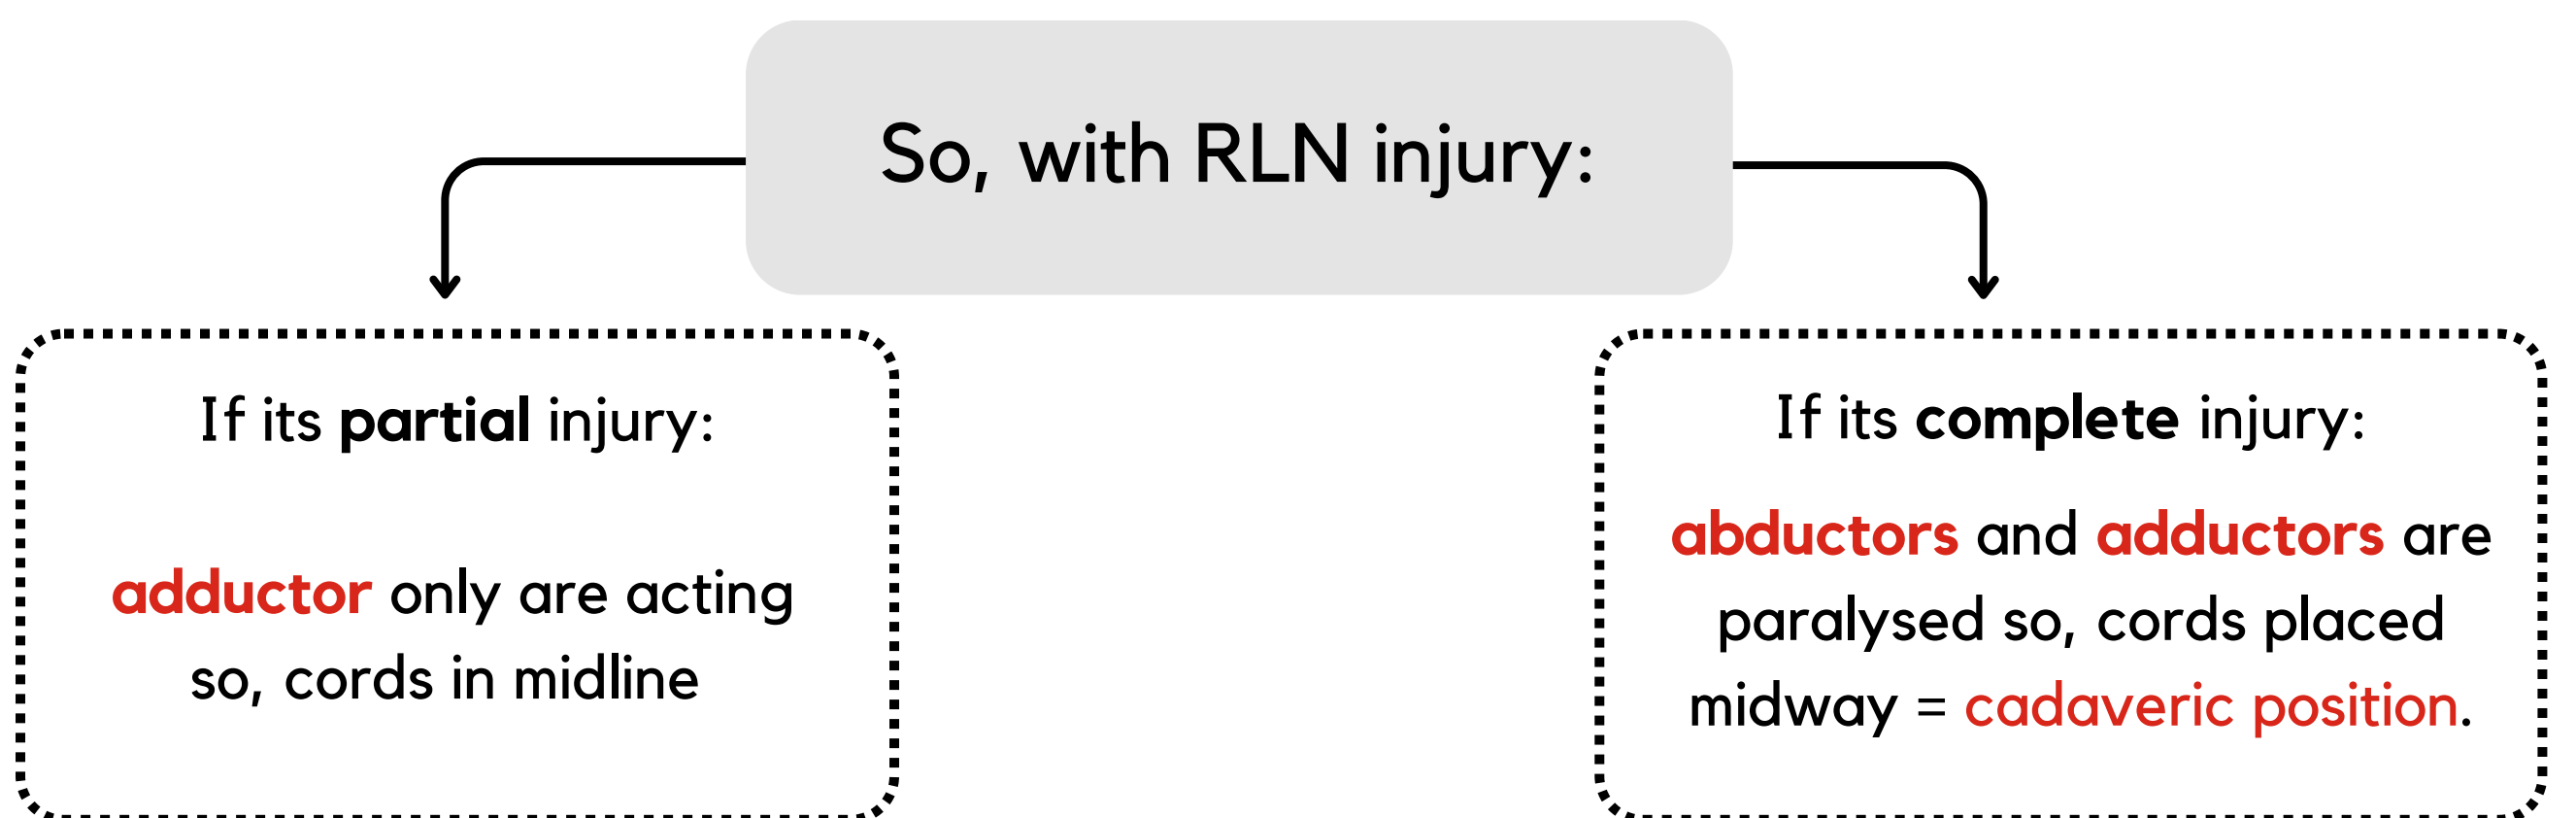 So, with RLN injury:
If its partial injury:
adductor only are acting
so, cords in midline
If its complete injury:
abductors and adductors are
paralysed so, cords placed
midway = cadaveric position.